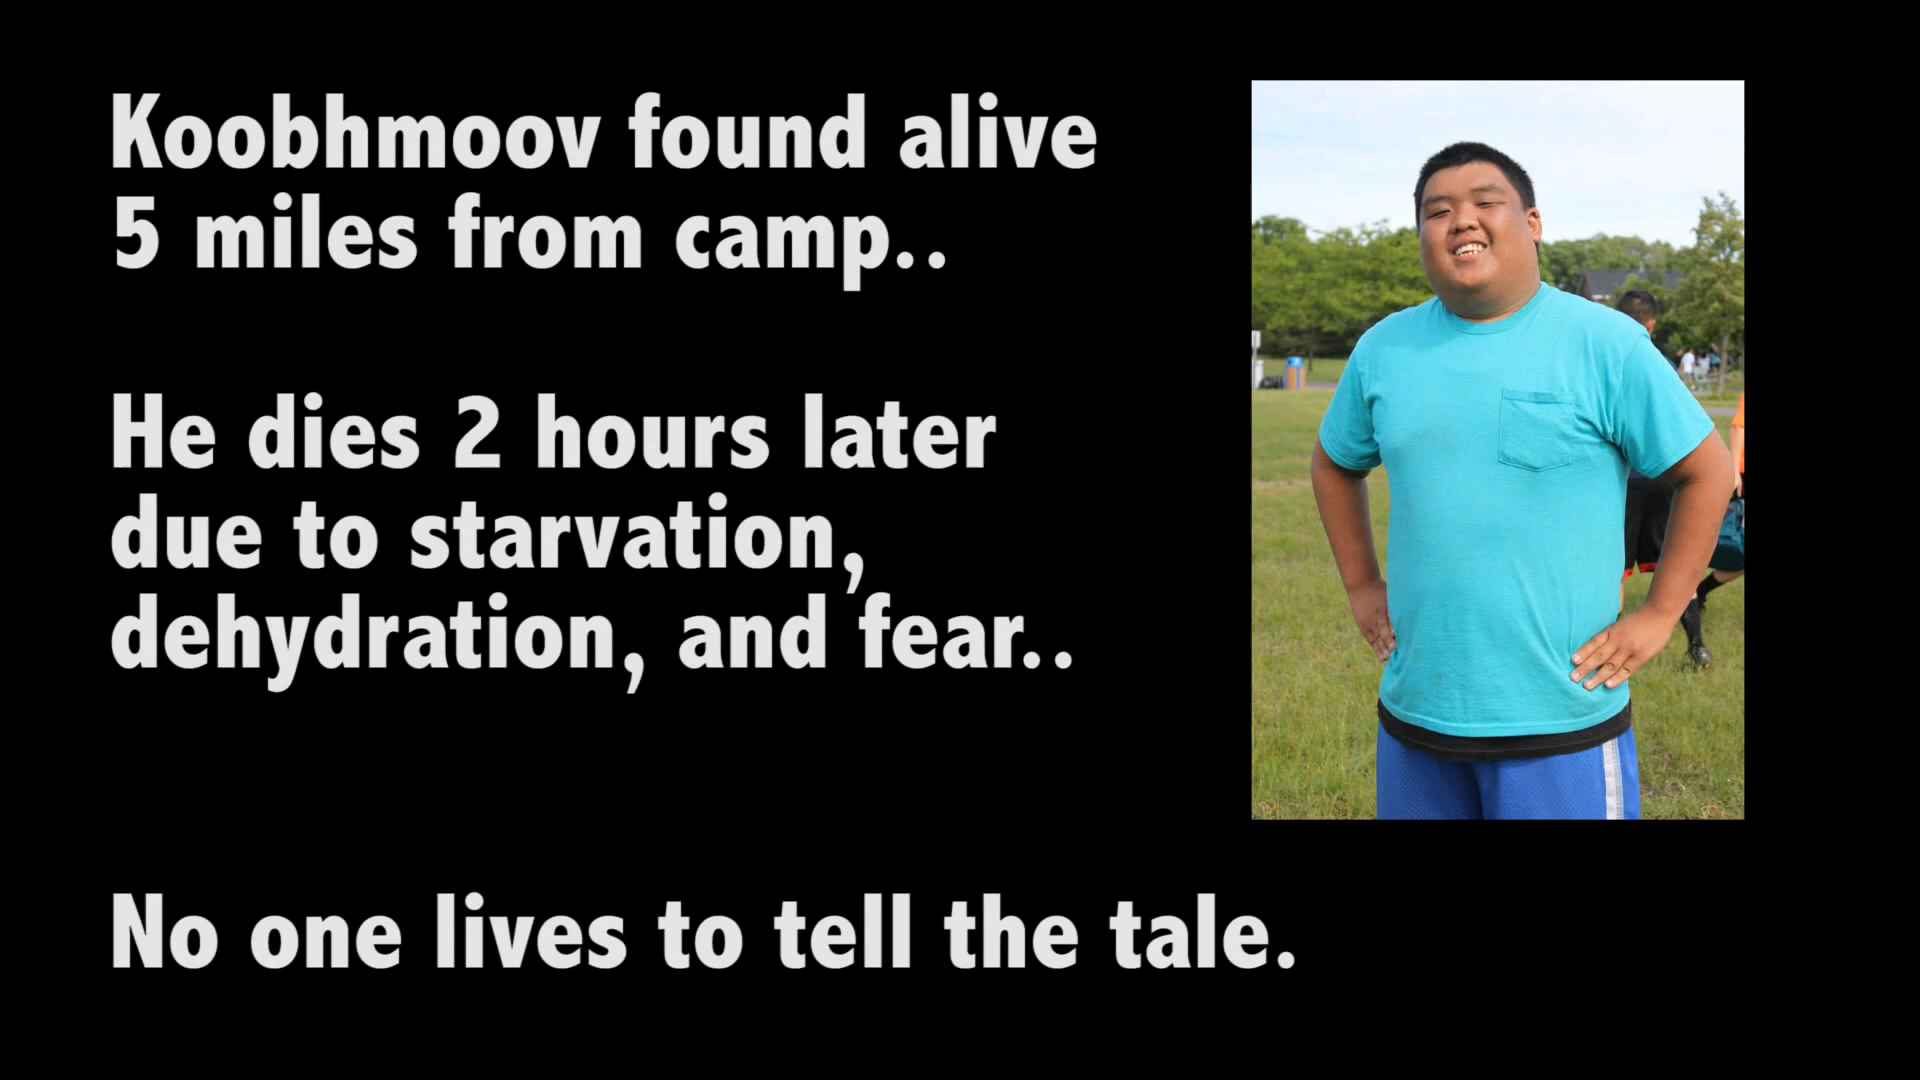 Koobhmoov found alive
5 miles from camp..
He dies 2 hours later
due to starvation,
dehydration, and fear..
No one lives to tell the tale.